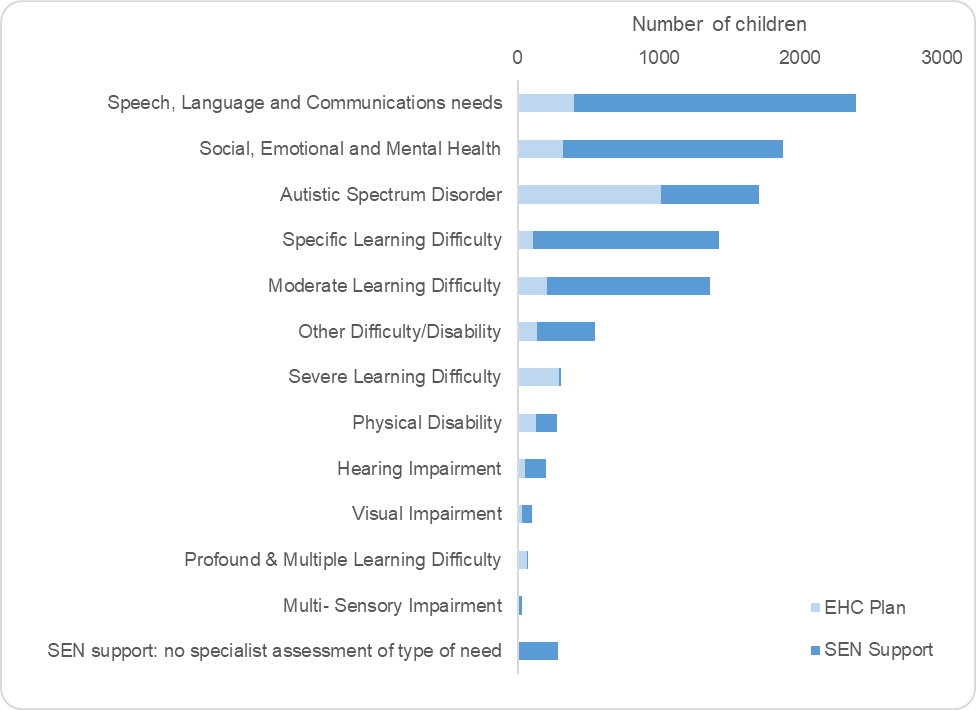 Number of children
0 1000 2000 3000
Speech, Language and Communications needs
Social, Emotional and Mental Health
Autistic Spectrum Disorder
Specific Learning Difficulty
Moderate Learning Difficulty
Other Difficulty/Disability
Severe Learning Difficulty
Physical Disability
Hearing Impairment
Visual Impairment
Profound & Multiple Learning Difficulty
Multi- Sensory Impairment
EHC Plan
SEN support: no specialist assessment of type of need
SEN Support